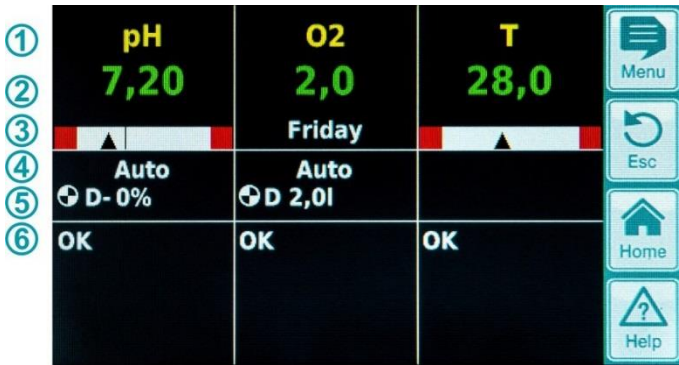 ① pH O2 T Menu
② 7,20 2,0 28,0
③ Friday Esc
④ Auto Auto
⑤ D- 0% D 2,0l
⑥ OK OK OK Home
? Help